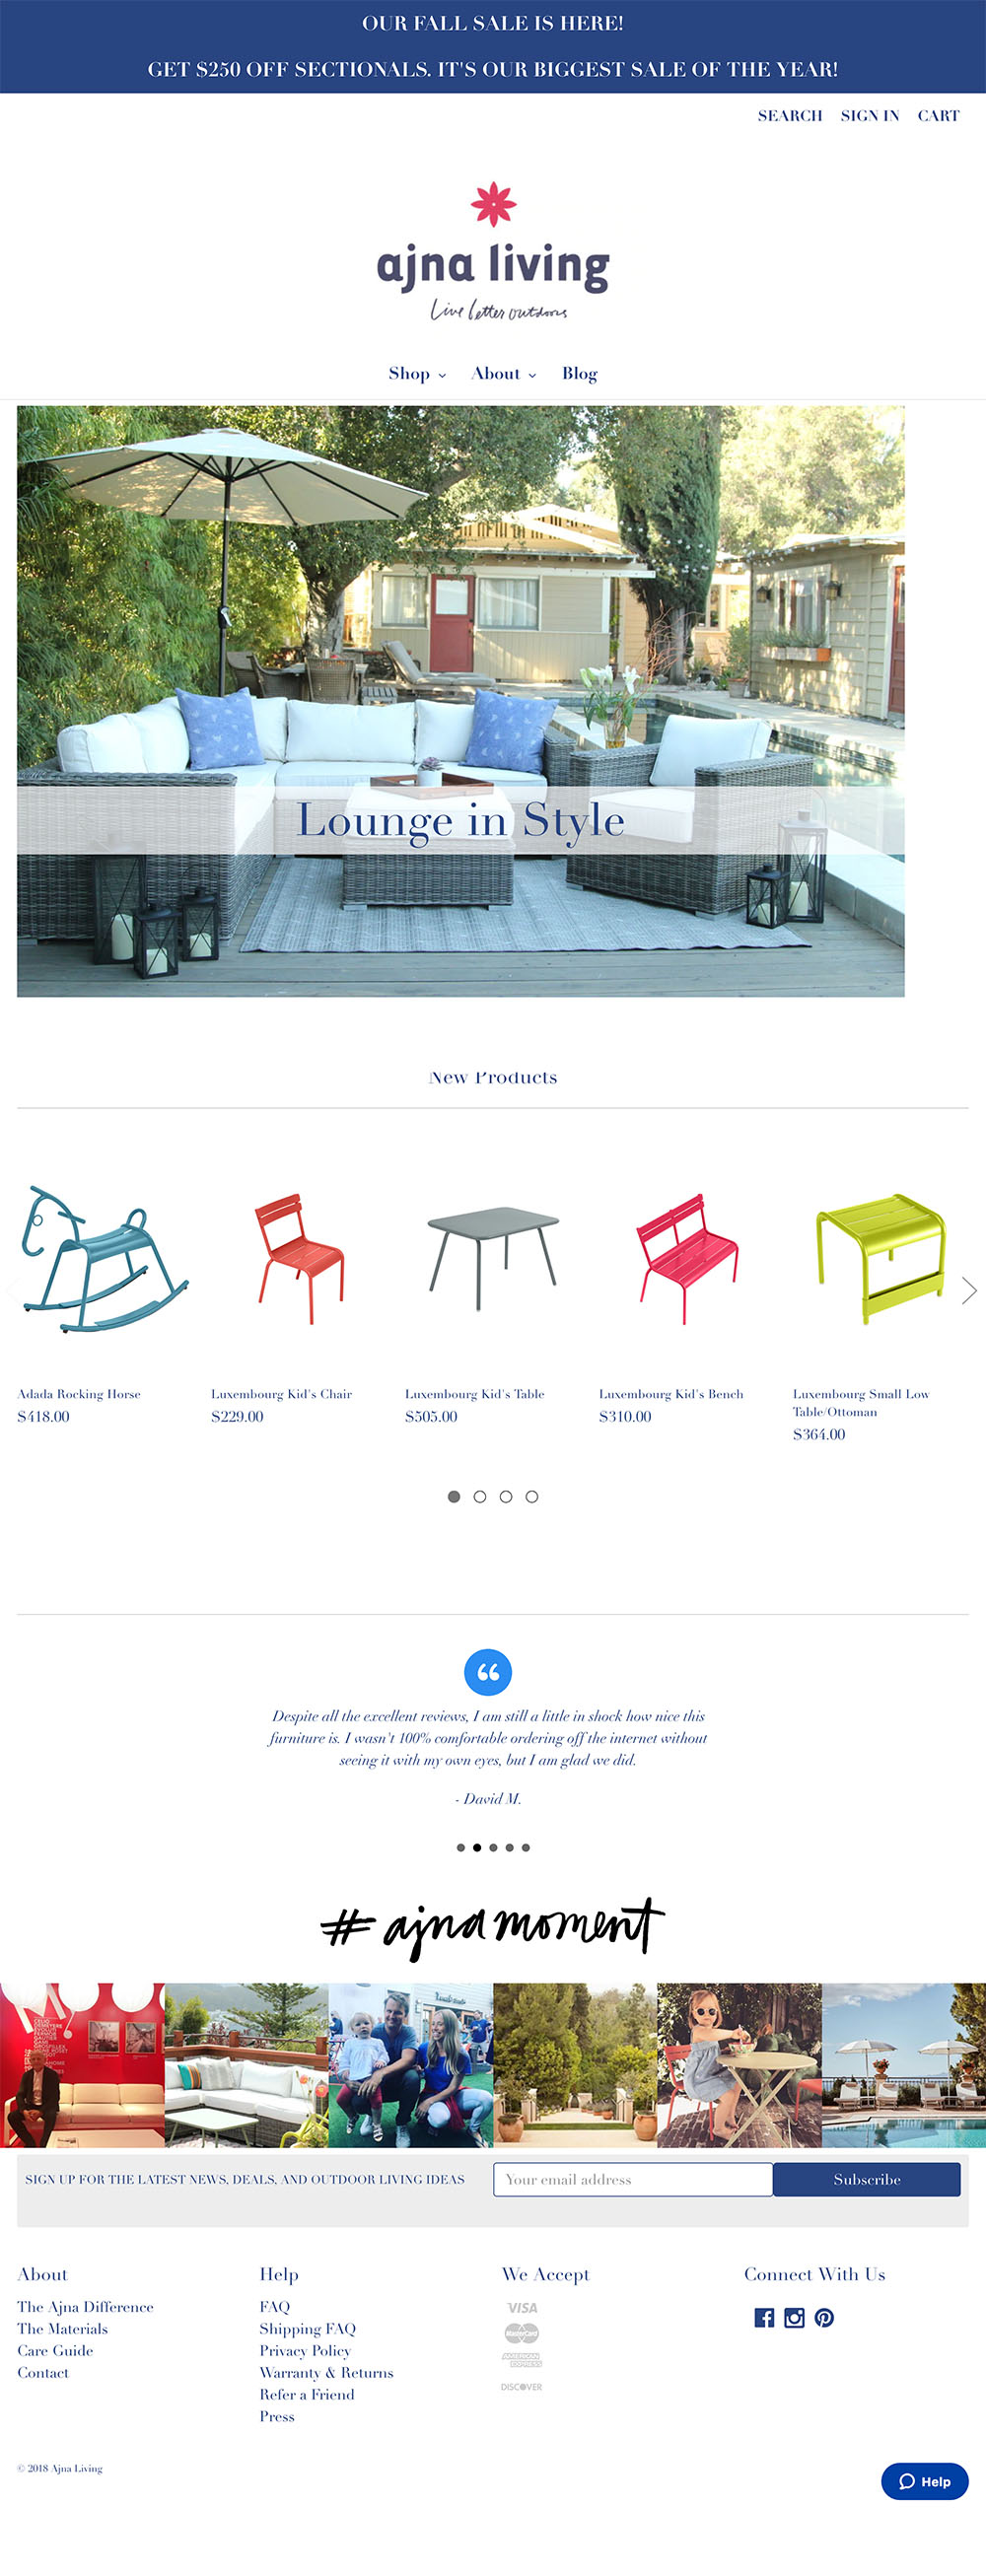 OUR FALL SALE IS HERE!
GET $250 OFF SECTIONALS. IT'S OUR BIGGEST SALE OF THE YEAR!
SEARCH SIGN IN CART
ajna living
Live better outdoors
Shop About Blog
Lounge in Style
New Products
Adada Rocking Horse
$418.00
Luxembourg Kid's Chair
$229.00
Luxembourg Kid's Table
$505.00
Luxembourg Kid's Bench
$310.00
Luxembourg Small Low
Table/Ottoman
$364.00
Despite all the excellent reviews, I am still a little in shock how nice this
furniture is. I wasn't 100% comfortable ordering off the internet without
seeing it with my own eyes, but I am glad we did.
- David M.
#ajnamoment
SIGN UP FOR THE LATEST NEWS, DEALS, AND OUTDOOR LIVING IDEAS
Your email address
Subscribe
About
The Ajna Difference
The Materials
Care Guide
Contact
Help
FAQ
Shipping FAQ
Privacy Policy
Warranty & Returns
Refer a Friend
Press
We Accept
VISA
MasterCard
AMERICAN
EXPRESS
DISCOVER
Connect With Us
© 2018 Ajna Living
Help